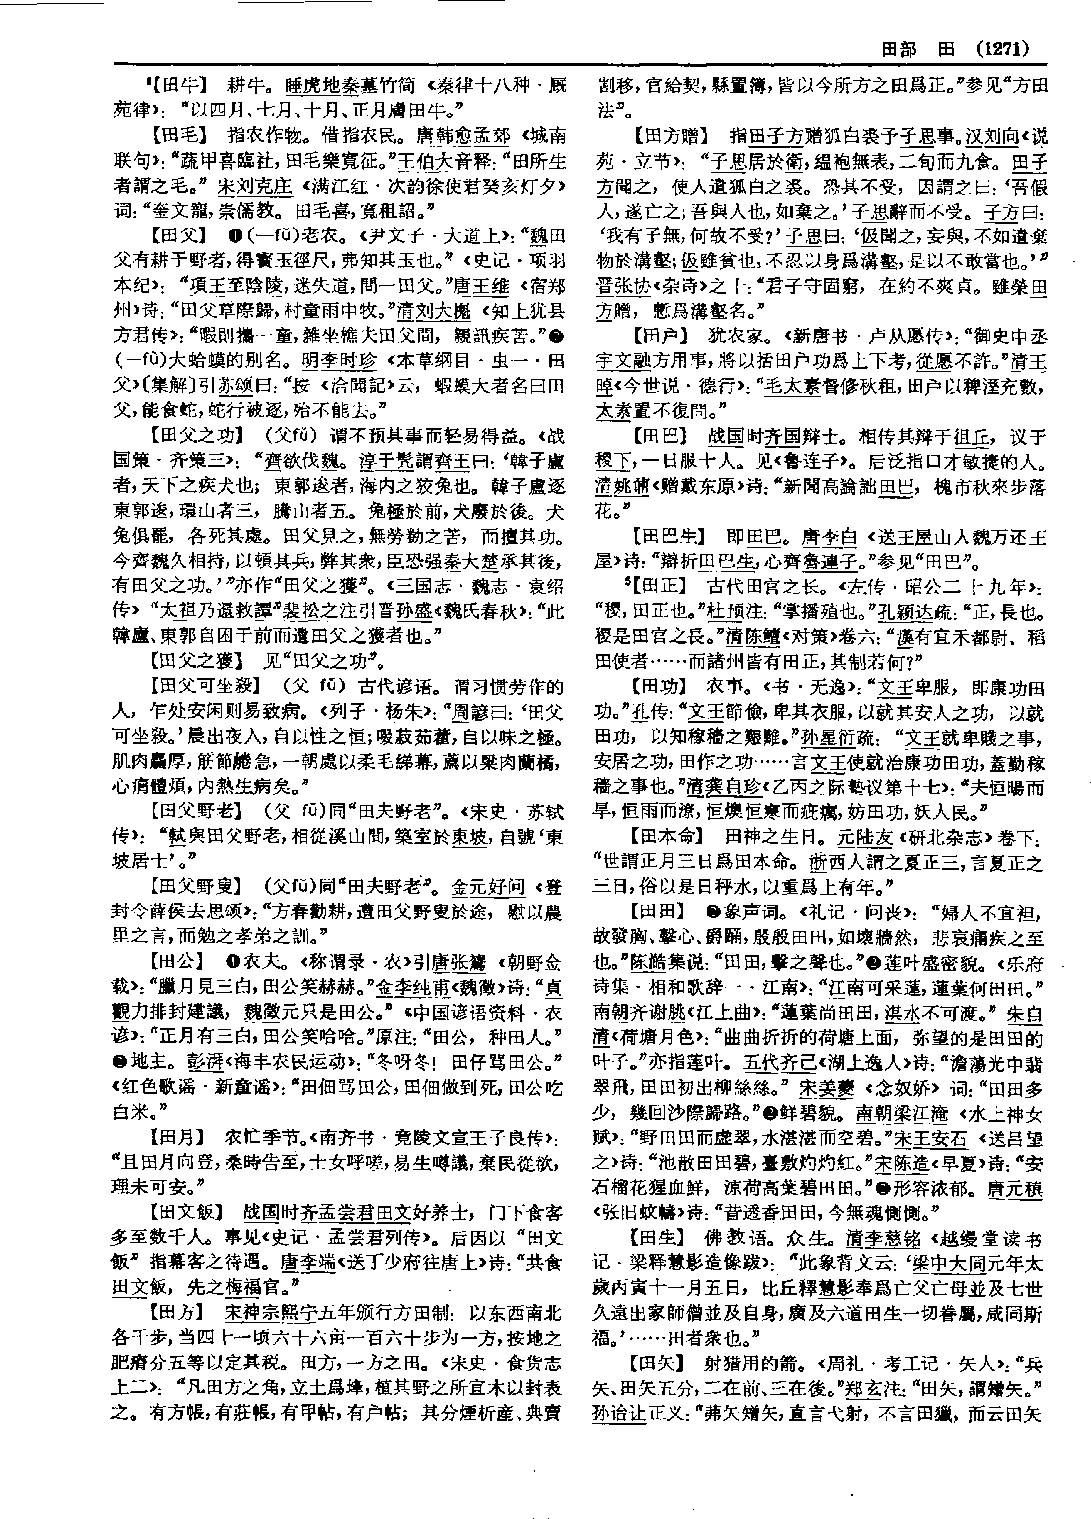 田部 田 (1271)
⁴【田牛】 耕牛。睡虎地秦墓竹简《秦律十八种·厩
苑律》：“以四月、七月、十月、正月膚田牛。”
【田毛】 指农作物。借指农民。唐韩愈孟郊《城南
联句》：“蔬甲喜臨社，田毛樂寬征。”王伯大音释：“田所生
者謂之毛。” 宋刘克庄《满江红·次韵徐使君癸亥灯夕》
词：“奎文寵，崇儒教。田毛喜，寬租詔。”
【田父】 ❶(—fǔ)老农。《尹文子·大道上》：“魏田
父有耕于野者，得寳玉徑尺，弗知其玉也。”《史记·项羽
本纪》：“項王至陰陵，迷失道，問一田父。”唐王维《宿郑
州》诗：“田父草際歸，村童雨中牧。”清刘大櫆《知上犹县
方君传》：“暇則攜一童，雜坐樵夫田父間，親訊疾苦。”❷
(—fǔ)大蛤蟆的别名。明李时珍《本草纲目·虫一·田
父》〔集解〕引苏颂曰：“按《洽聞記》云，蝦蟆大者名曰田
父，能食蛇，蛇行被逐，殆不能去。”
【田父之功】 (父fǔ) 谓不预其事而轻易得益。《战
国策·齐策三》：“齊欲伐魏。淳于髡謂齊王曰：‘韓子盧
者，天下之疾犬也；東郭逡者，海内之狡兔也。韓子盧逐
東郭逡，環山者三，騰山者五。兔極於前，犬廢於後。犬
兔俱罷，各死其處。田父見之，無勞勌之苦，而擅其功。
今齊魏久相持，以頓其兵，弊其衆，臣恐强秦大楚承其後，
有田父之功。’”亦作“田父之獲”。《三国志·魏志·袁绍
传》“太祖乃還救譚”裴松之注引晋孙盛《魏氏春秋》：“此
韓盧、東郭自困于前而遺田父之獲者也。”
【田父之獲】 见“田父之功”。
【田父可坐殺】 (父 fǔ) 古代谚语。谓习惯劳作的
人，乍处安闲则易致病。《列子·杨朱》：“周諺曰：‘田父
可坐殺。’晨出夜入，自以性之恒；啜菽茹藿，自以味之極。
肌肉麤厚，筋節腃急，一朝處以柔毛綈幕，薦以粱肉蘭橘，
心㾓體煩，内熱生病矣。”
【田父野老】 (父 fǔ)同“田夫野老”。《宋史·苏轼
传》：“軾與田父野老，相從溪山間，築室於東坡，自號‘東
坡居士’。”
【田父野叟】 (父fǔ)同“田夫野老”。金元好问《登
封令薛侯去思颂》：“方春勸耕，遭田父野叟於途，慰以農
里之言，而勉之孝弟之訓。”
【田公】 ❶农夫。《称谓录·农》引唐张鷟《朝野佥
载》：“臘月見三白，田公笑赫赫。”金李纯甫《魏徵》诗：“貞
觀力排封建議，魏徵元只是田公。”《中国谚语资料·农
谚》：“正月有三白，田公笑哈哈。”原注：“田公，种田人。”
❷地主。彭湃《海丰农民运动》：“冬呀冬！田仔骂田公。”
《红色歌谣·新童谣》：“田佃骂田公，田佃做到死，田公吃
白米。”
【田月】 农忙季节。《南齐书·竟陵文宣王子良传》：
“且田月向登，桑時告至，士女呼嗟，易生噂議，棄民從欲，
理未可安。”
【田文飯】 战国时齐孟尝君田文好养士，门下食客
多至数千人。事见《史记·孟尝君列传》。后因以“田文
飯”指幕客之待遇。唐李端《送丁少府往唐上》诗：“共食
田文飯，先之梅福官。”
【田方】 宋神宗熙宁五年颁行方田制：以东西南北
各千步，当四十一顷六十六亩一百六十步为一方，按地之
肥瘠分五等以定其税。田方，一方之田。《宋史·食货志
上二》：“凡田方之角，立土爲埄，植其野之所宜木以封表
之。有方帳，有莊帳，有甲帖，有户帖；其分煙析産、典賣
割移，官給契，縣置簿，皆以今所方之田爲正。”参见“方田
法”。
【田方贈】 指田子方赠狐白裘予子思事。汉刘向《说
苑·立节》：“子思居於衛，緼袍無表，二旬而九食。田子
方聞之，使人遺狐白之裘。恐其不受，因謂之曰：‘吾假
人，遂忘之；吾與人也，如棄之。’子思辭而不受。子方曰：
‘我有子無，何故不受？’子思曰：‘伋聞之，妄與，不如遺棄
物於溝壑；伋雖貧也，不忍以身爲溝壑，是以不敢當也。’”
晋张协《杂诗》之十：“君子守固窮，在約不爽貞。雖榮田
方贈，慙爲溝壑名。”
【田户】 犹农家。《新唐书·卢从愿传》：“御史中丞
宇文融方用事，將以括田户功爲上下考，從愿不許。”清王
晫《今世说·德行》：“毛太素督修秋租，田户以稗溼充數，
太素置不復問。”
【田巴】 战国时齐国辩士。相传其辩于徂丘，议于
稷下，一日服十人。见《鲁连子》。后泛指口才敏捷的人。
清姚鼐《赠戴东原》诗：“新聞高論詘田巴，槐市秋來步落
花。”
【田巴生】 即田巴。唐李白《送王屋山人魏万还王
屋》诗：“辯折田巴生，心齊魯連子。”参见“田巴”。
⁵【田正】 古代田官之长。《左传·昭公二十九年》：
“稷，田正也。”杜预注：“掌播殖也。”孔颖达疏：“正，長也。
稷是田官之長。”清陈鳣《对策》卷六：“漢有宜禾都尉、稻
田使者……而諸州皆有田正，其制若何？”
【田功】 农事。《书·无逸》：“文王卑服，即康功田
功。”孔传：“文王節儉，卑其衣服，以就其安人之功，以就
田功，以知稼穡之艱難。”孙星衍疏：“文王就卑賤之事，
安居之功，田作之功……言文王使就治康功田功，蓋勤稼
穡之事也。”清龚自珍《乙丙之际塾议第十七》：“夫恒暘而
旱，恒雨而潦，恒燠恒寒而疵癘，妨田功，妖人民。”
【田本命】 田神之生日。元陆友《研北杂志》卷下：
“世謂正月三日爲田本命。浙西人謂之夏正三，言夏正之
三日，俗以是日秤水，以重爲上有年。”
【田田】 ❶象声词。《礼记·问丧》：“婦人不宜袒，
故發胸、擊心、爵踊，殷殷田田，如壞牆然，悲哀痛疾之至
也。”陈澔集说：“田田，擊之聲也。”❷莲叶盛密貌。《乐府
诗集·相和歌辞一·江南》：“江南可采蓮，蓮葉何田田。”
南朝齐谢朓《江上曲》：“蓮葉尚田田，淇水不可渡。” 朱自
清《荷塘月色》：“曲曲折折的荷塘上面，弥望的是田田的
叶子。”亦指莲叶。五代齐己《湖上逸人》诗：“澹蕩光中翡
翠飛，田田初出柳絲絲。” 宋姜夔《念奴娇》词：“田田多
少，幾回沙際歸路。”❸鲜碧貌。南朝梁江淹《水上神女
赋》：“野田田而虚翠，水湛湛而空碧。”宋王安石《送吕望
之》诗：“池散田田碧，臺敷灼灼紅。”宋陈造《早夏》诗：“安
石榴花猩血鮮，涼荷高葉碧田田。”❹形容浓郁。唐元稹
《张旧蚊帱》诗：“昔透香田田，今無魂惻惻。”
【田生】 佛教语。众生。清李慈铭《越缦堂读书
记·梁释慧影造像跋》：“此象背文云：‘梁中大同元年太
歲丙寅十一月五日，比丘釋慧影奉爲亡父亡母並及七世
久遠出家師僧並及自身，廣及六道田生一切眷屬，咸同斯
福。’……田者衆也。”
【田矢】 射猎用的箭。《周礼·考工记·矢人》：“兵
矢、田矢五分，二在前、三在後。”郑玄注：“田矢，謂矰矢。”
孙诒让正义：“茀矢矰矢，直言弋射，不言田獵，而云田矢